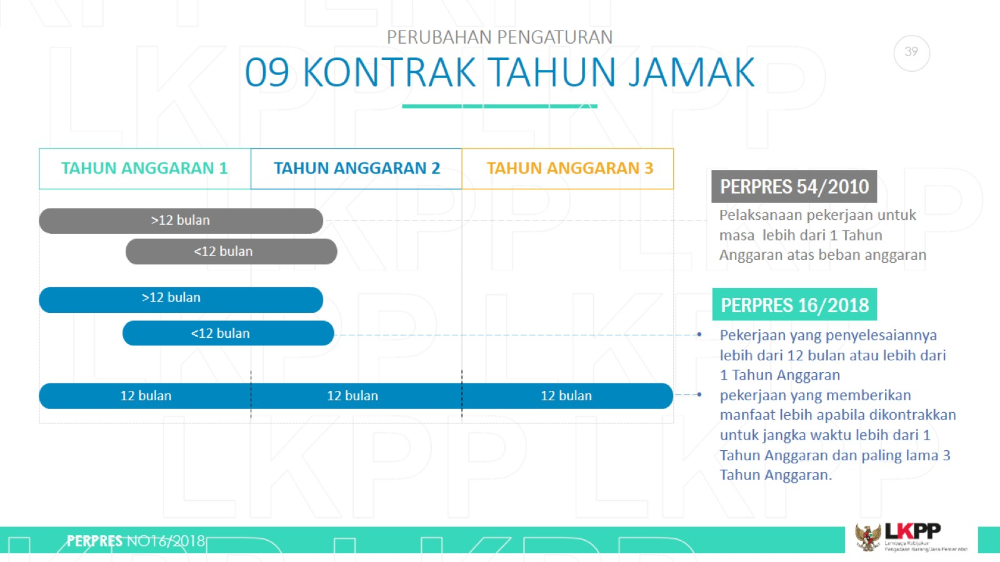 PERUBAHAN PENGATURAN
09 KONTRAK TAHUN JAMAK
39
TAHUN ANGGARAN 1
TAHUN ANGGARAN 2
TAHUN ANGGARAN 3
>12 bulan
<12 bulan
>12 bulan
<12 bulan
12 bulan
12 bulan
12 bulan
PERPRES 54/2010
Pelaksanaan pekerjaan untuk
masa lebih dari 1 Tahun
Anggaran atas beban anggaran
PERPRES 16/2018
• Pekerjaan yang penyelesaiannya
lebih dari 12 bulan atau lebih dari
1 Tahun Anggaran
• pekerjaan yang memberikan
manfaat lebih apabila dikontrakkan
untuk jangka waktu lebih dari 1
Tahun Anggaran dan paling lama 3
Tahun Anggaran.
PERPRES NO16/2018
LKPP
Lembaga Kebijakan
Pengadaan Barang/Jasa Pemerintah